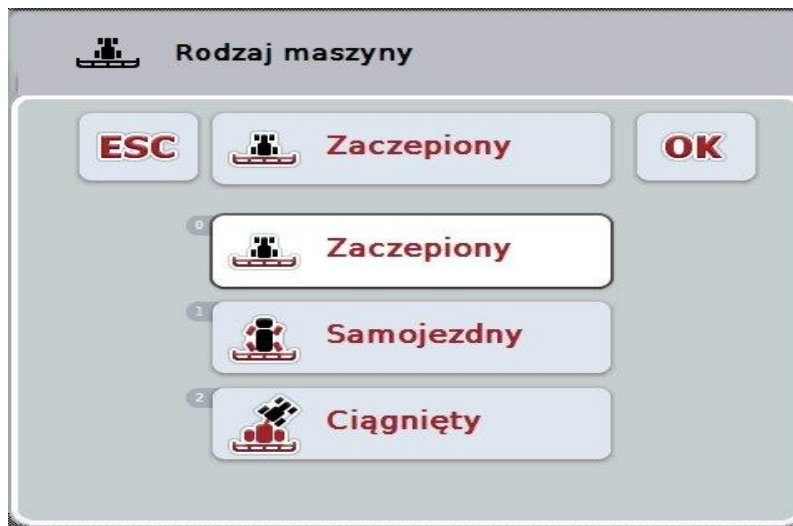 Rodzaj maszyny
ESC Zaczepiony OK
0 Zaczepiony
1 Samojezdny
2 Ciągnięty